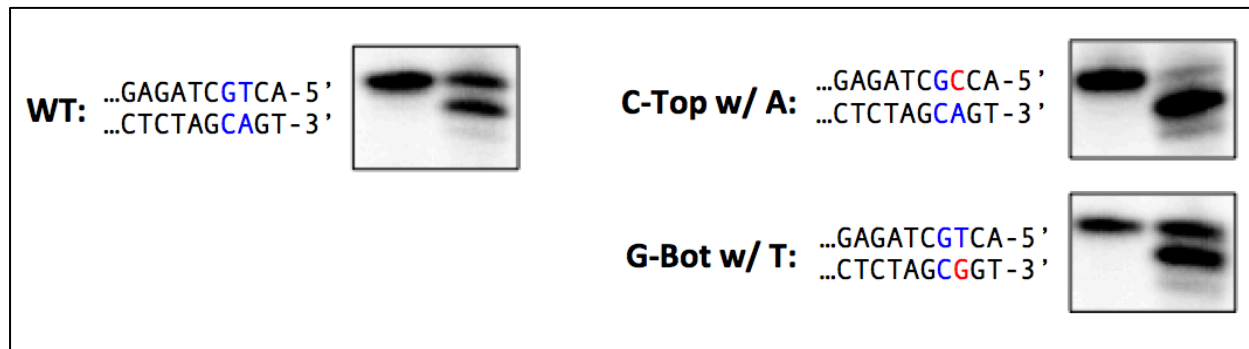 WT:
…GAGATCGTCA-5’
…CTCTAGCAGT-3’
C-Top w/ A:
…GAGATCGCCA-5’
…CTCTAGCAGT-3’
G-Bot w/ T:
…GAGATCGTCA-5’
…CTCTAGCGGT-3’